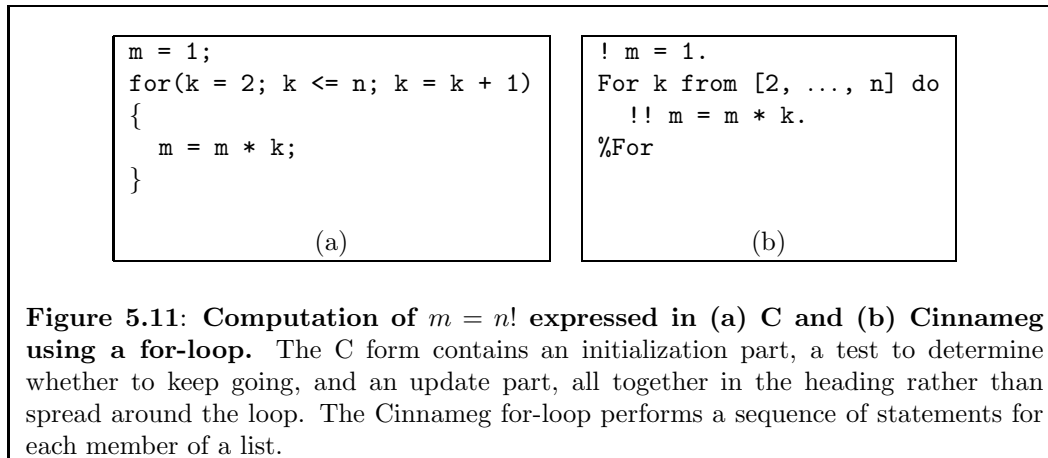 m = 1;
for(k = 2; k <= n; k = k + 1)
{
  m = m * k;
}
(a)
! m = 1.
For k from [2, ..., n] do
  !! m = m * k.
%For
(b)
Figure 5.11: Computation of m = n! expressed in (a) C and (b) Cinnameg
using a for-loop. The C form contains an initialization part, a test to determine
whether to keep going, and an update part, all together in the heading rather than
spread around the loop. The Cinnameg for-loop performs a sequence of statements for
each member of a list.